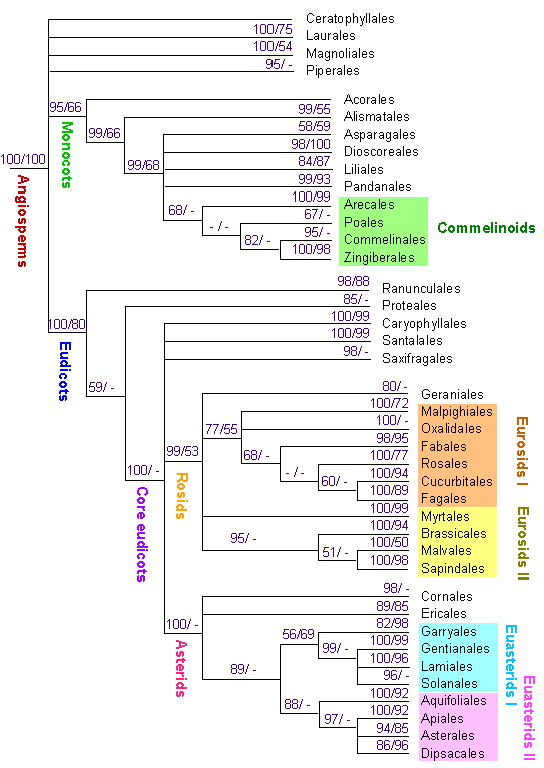 Ceratophyllales
100/75
Laurales
100/54
Magnoliales
95/ -
Piperales
95/66
Acorales
99/55
Alismatales
99/66
58/59
Asparagales
98/100
Dioscoreales
Monocots
100/100
99/68
84/87
Liliales
99/93
Pandanales
Angiosperms
100/99
Arecales
68/ -
67/ -
Poales
Commelinoids
- / -
95/ -
Commelinales
82/ -
100/98
Zingiberales
98/88
Ranunculales
85/ -
Proteales
100/80
100/99
Caryophyllales
100/99
Santalales
Eudicots
98/ -
Saxifragales
59/ -
80/ -
Geraniales
100/72
Malpighiales
77/55
100/ -
Oxalidales
98/95
Fabales
99/53
68/ -
100/77
Rosales
Eurosids I
100/ -
- / -
100/94
Cucurbitales
Rosids
60/ -
100/89
Fagales
Core eudicots
100/99
Myrtales
100/94
Brassicales
95/ -
100/50
Malvales
Eurosids II
51/ -
100/98
Sapindales
98/ -
Cornales
89/85
Ericales
100/ -
82/98
Garryales
56/69
100/99
Gentianales
99/ -
100/96
Lamiales
Euasterids I
Asterids
89/ -
96/ -
Solanales
100/92
Aquifoliales
88/ -
100/92
Apiales
97/ -
94/85
Asterales
Euasterids II
86/96
Dipsacales